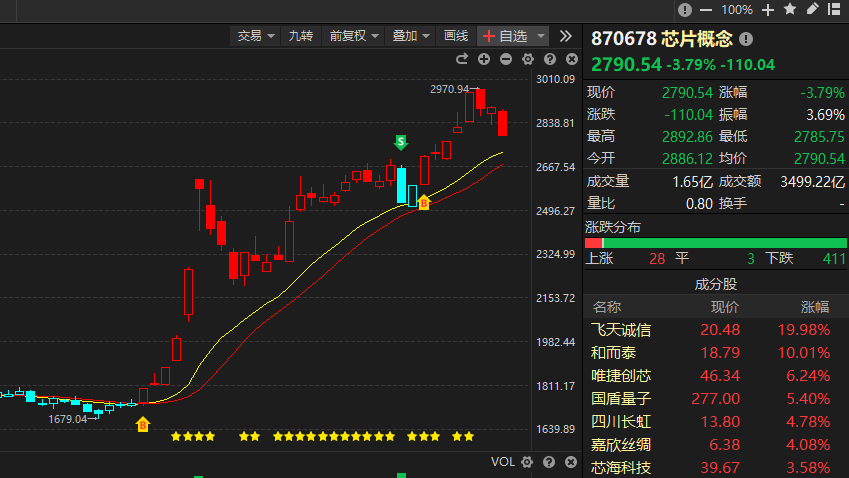 100%
交易 九转 前复权 叠加 画线 +自选
870678 芯片概念
2790.54 -3.79% -110.04
现价 2790.54 涨幅 -3.79%
涨跌 -110.04 振幅 3.69%
最高 2892.86 最低 2785.75
今开 2886.12 均价 2790.54
成交量 1.65亿 成交额 3499.22亿
量比 0.80 换手 -
涨跌分布
上涨 28 平 3 下跌 411
成分股
名称 现价 涨幅
飞天诚信 20.48 19.98%
和而泰 18.79 10.01%
唯捷创芯 46.34 6.24%
国盾量子 277.00 5.40%
四川长虹 13.80 4.78%
嘉欣丝绸 6.38 4.08%
芯海科技 39.67 3.58%
3010.09
2970.94
2838.81
S
2667.54
B
2496.27
2324.99
2153.72
1982.44
1811.17
1679.04
B
1639.89
VOL